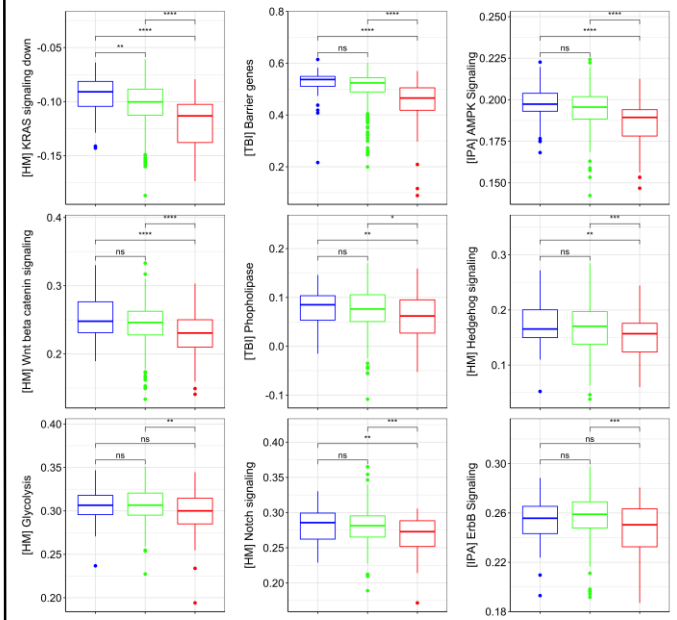 [HM] KRAS signaling down
-0.05
-0.10
-0.15
****
****
**
[TBI] Barrier genes
0.8
0.6
0.4
0.2
****
****
ns
[IPA] AMPK Signaling
0.250
0.225
0.200
0.175
0.150
****
****
ns
[HM] Wnt beta catenin signaling
0.4
0.3
0.2
****
****
ns
[TBI] Phopholipase
0.2
0.1
0.0
-0.1
*
**
ns
[HM] Hedgehog signaling
0.3
0.2
0.1
***
**
ns
[HM] Glycolysis
0.40
0.35
0.30
0.25
0.20
**
ns
ns
[HM] Notch signaling
0.40
0.35
0.30
0.25
0.20
***
**
ns
[IPA] ErbB Signaling
0.30
0.26
0.22
0.18
***
ns
ns